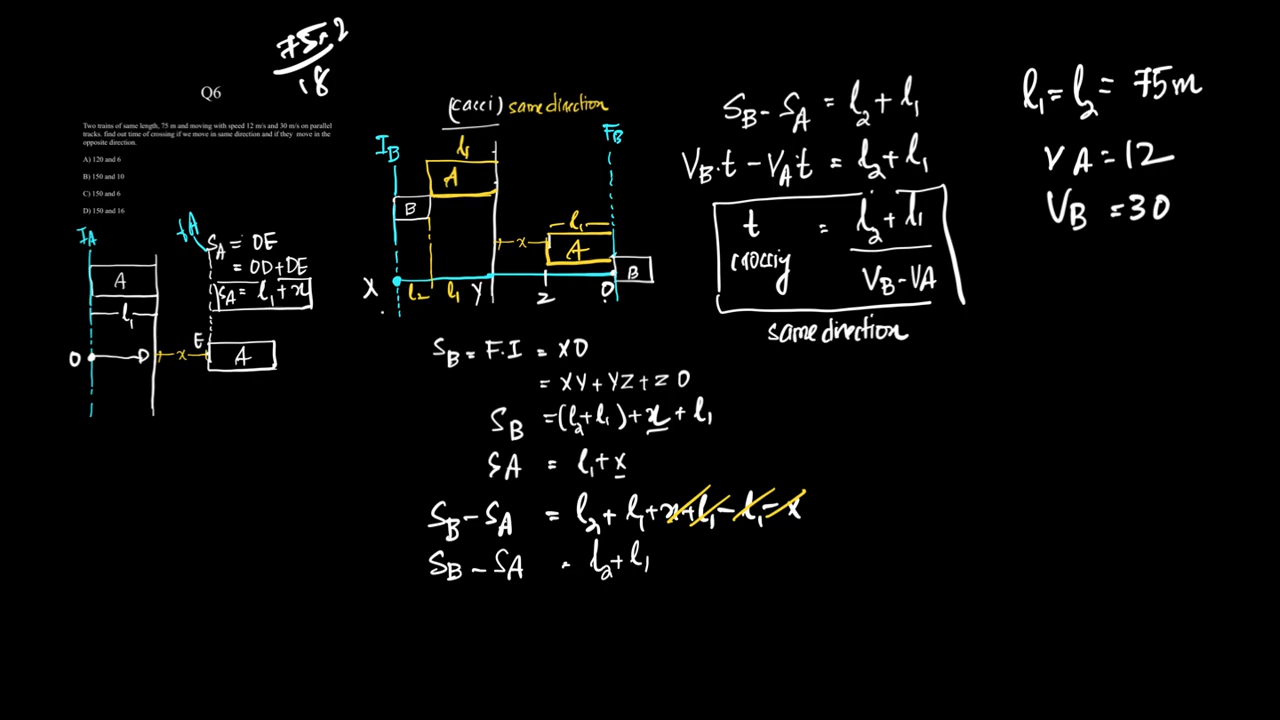 75×2
18
Q6
Two trains of same length, 75 m and moving with speed 12 m/s and 30 m/s on parallel
tracks. find out time of crossing if we move in same direction and if they move in the
opposite direction.
A) 120 and 6
B) 150 and 10
C) 150 and 6
D) 150 and 16
IA
fA
SA = OE
= OD+DE
SA = l1+x
A
l1
O
D
x
E
A
(case i) same direction
IB
l1
FB
A
B
l1
x
A
B
X
l2
l1
Y
Z
O
SB = F.I = XO
= XY+YZ+ZO
SB = (l2+l1)+x+l1
SA = l1+x
SB-SA = l2+l1+x+l1-l1-x
SB-SA = l2+l1
SB-SA = l2+l1
VB.t - VA.t = l2+l1
t = l2+l1
VB-VA
same direction
l1=l2= 75m
VA=12
VB=30